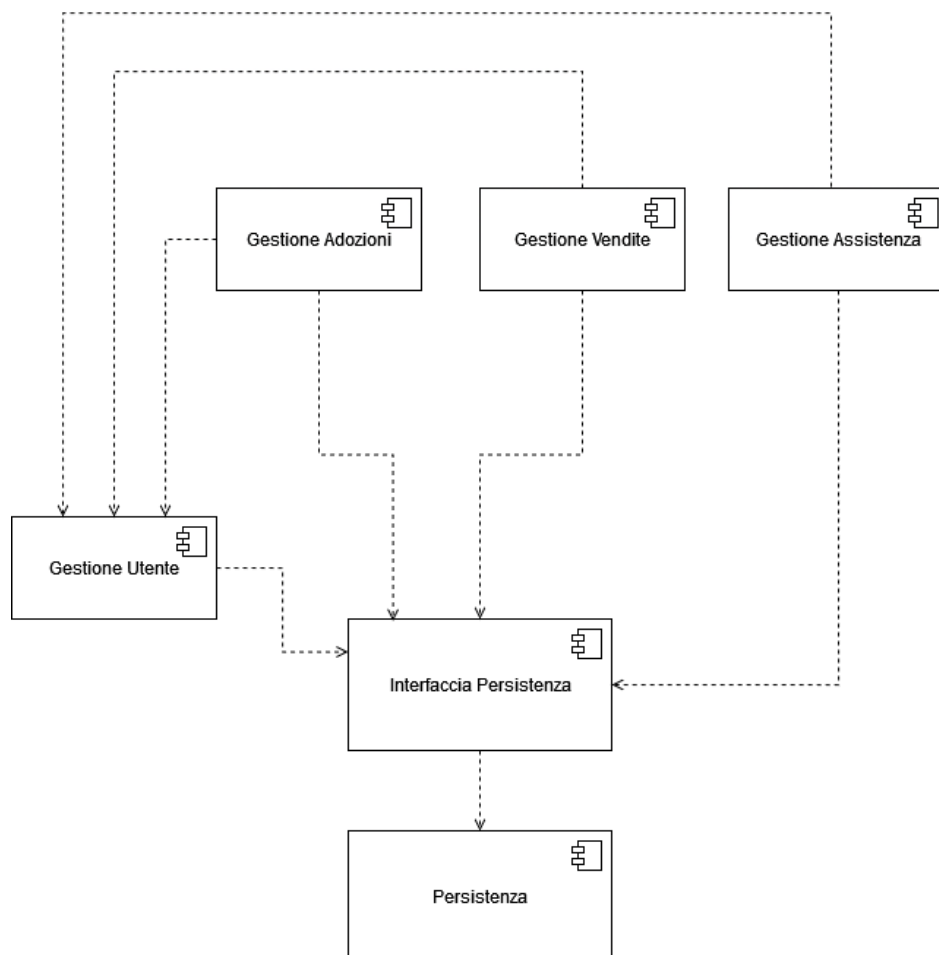 Gestione Adozioni
Gestione Vendite
Gestione Assistenza
Gestione Utente
Interfaccia Persistenza
Persistenza